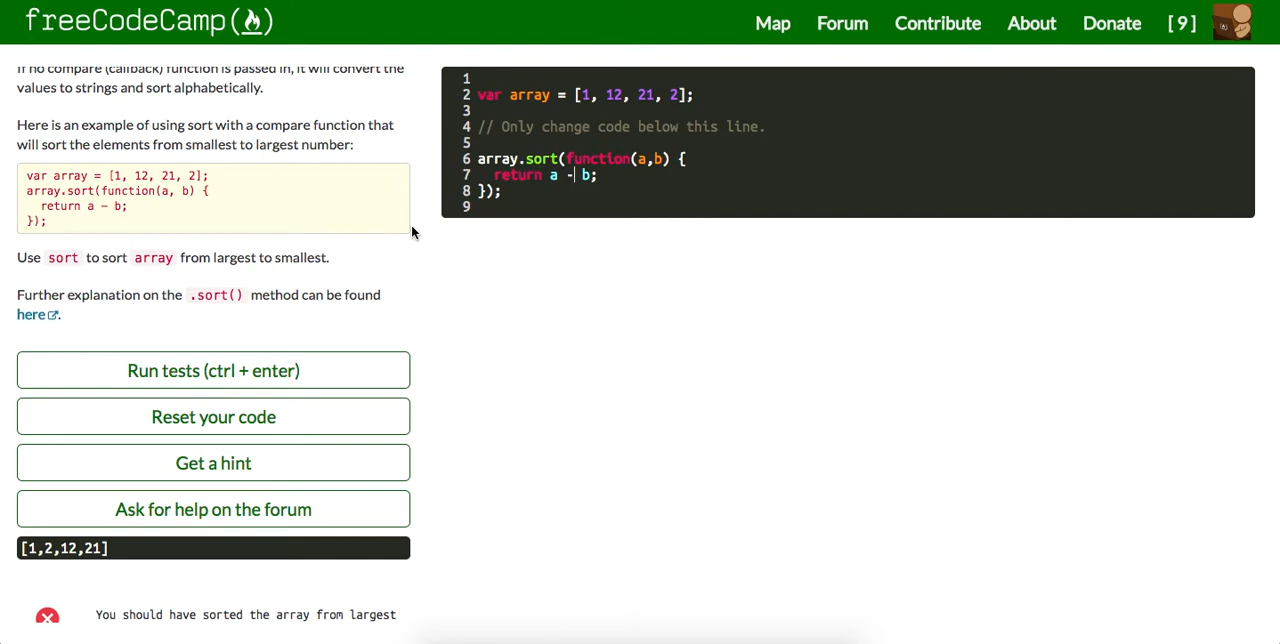 freeCodeCamp(🔥)
Map Forum Contribute About Donate [ 9 ]
If no compare (callback) function is passed in, it will convert the
values to strings and sort alphabetically.
Here is an example of using sort with a compare function that
will sort the elements from smallest to largest number:
var array = [1, 12, 21, 2];
array.sort(function(a, b) {
  return a - b;
});
Use sort to sort array from largest to smallest.
Further explanation on the .sort() method can be found
here.
Run tests (ctrl + enter)
Reset your code
Get a hint
Ask for help on the forum
[1,2,12,21]
You should have sorted the array from largest
1
2 var array = [1, 12, 21, 2];
3
4 // Only change code below this line.
5
6 array.sort(function(a,b) {
7   return a - b;
8 });
9